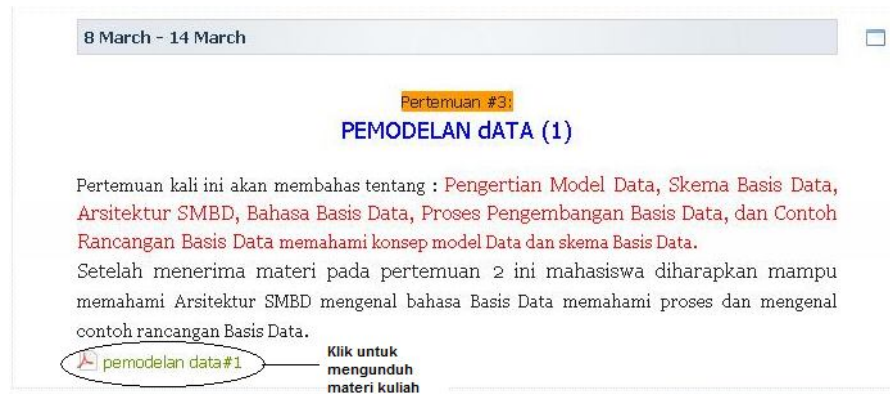 8 March - 14 March
Pertemuan #3:
PEMODELAN dATA (1)
Pertemuan kali ini akan membahas tentang : Pengertian Model Data, Skema Basis Data,
Arsitektur SMBD, Bahasa Basis Data, Proses Pengembangan Basis Data, dan Contoh
Rancangan Basis Data memahami konsep model Data dan skema Basis Data.
Setelah menerima materi pada pertemuan 2 ini mahasiswa diharapkan mampu
memahami Arsitektur SMBD mengenal bahasa Basis Data memahami proses dan mengenal
contoh rancangan Basis Data.
pemodelan data#1
Klik untuk
mengunduh
materi kuliah